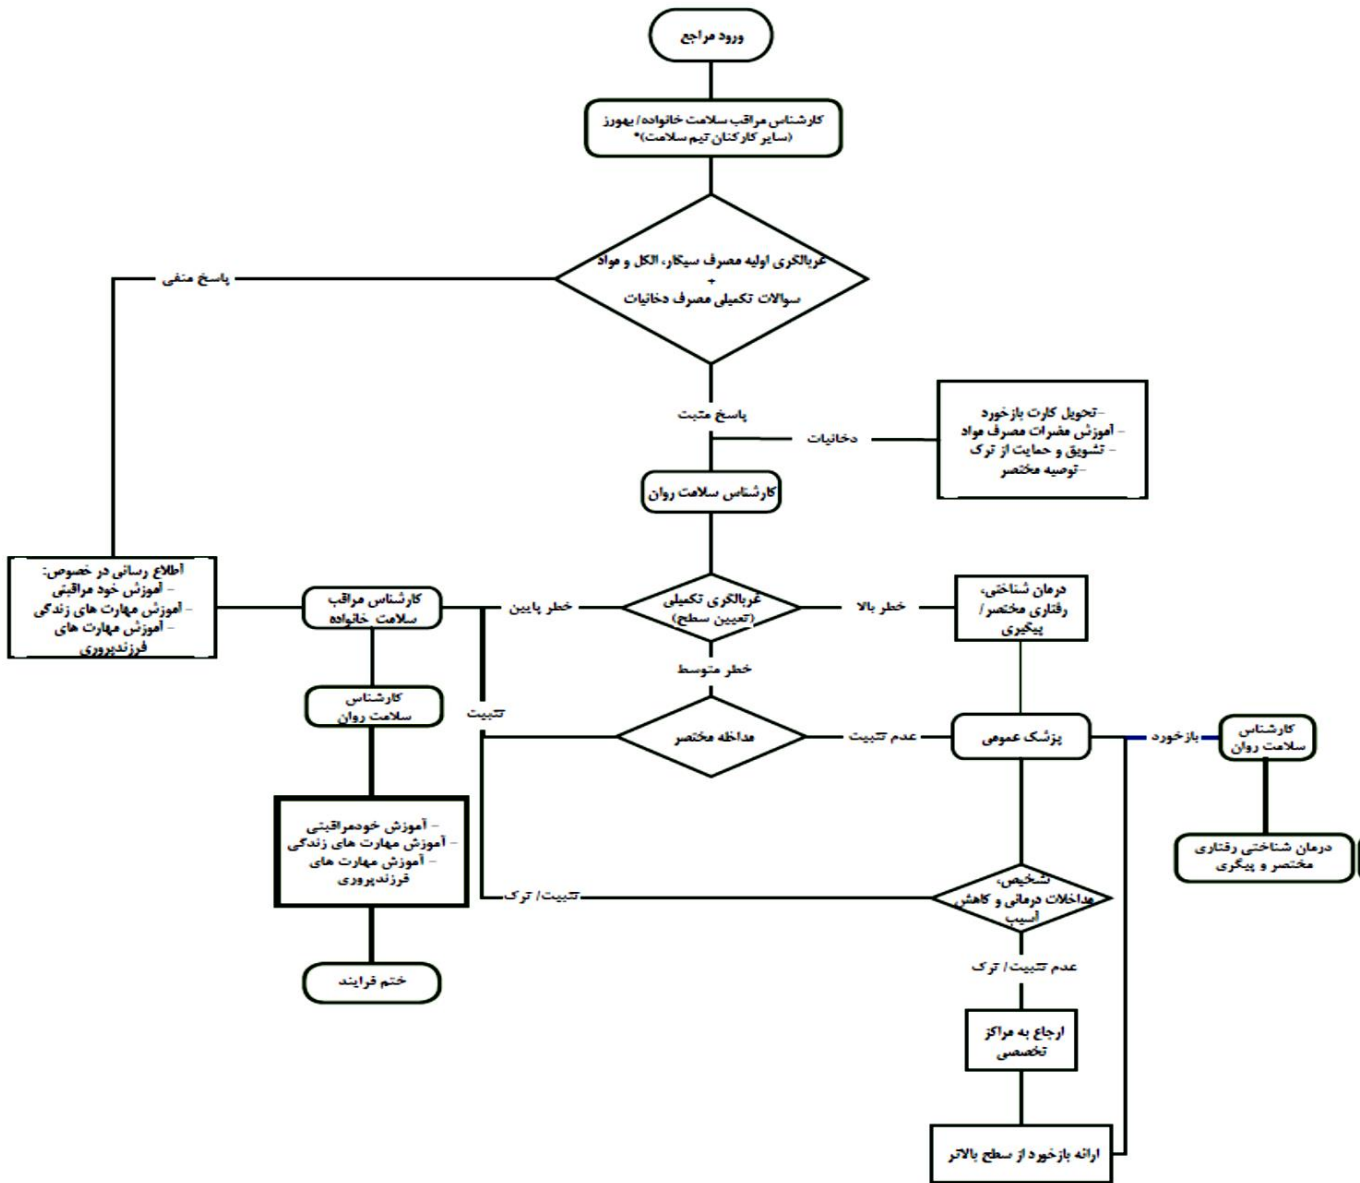 ورود مراجع
کارشناس مراقب سلامت خانواده/ بهورز
(سایر کارکنان تیم سلامت)*
غربالگری اولیه مصرف سیگار، الکل و مواد
+
سوالات تکمیلی مصرف دخانیات
پاسخ منفی
پاسخ مثبت
دخانیات
–تحویل کارت بازخورد
– آموزش مضرات مصرف مواد
– تشویق و حمایت از ترک
–توصیه مختصر
کارشناس سلامت روان
غربالگری تکمیلی
(تعیین سطح)
خطر بالا
درمان شناختی،
رفتاری مختصر/
پیگیری
خطر پایین
کارشناس مراقب
سلامت خانواده
اطلاع رسانی در خصوص:
– آموزش خود مراقبتی
– آموزش مهارت های زندگی
– آموزش مهارت های
فرزندپروری
خطر متوسط
کارشناس
سلامت روان
تثبیت
مداخله مختصر
عدم تثبیت
پزشک عمومی
بازخورد
کارشناس
سلامت روان
– آموزش خودمراقبتی
– آموزش مهارت های زندگی
– آموزش مهارت های
فرزندپروری
درمان شناختی رفتاری
مختصر و پیگری
تشخیص،
مداخلات درمانی و کاهش
آسیب
تثبیت/ ترک
ختم فرایند
عدم تثبیت/ ترک
ارجاع به مراکز
تخصصی
ارائه بازخورد از سطح بالاتر